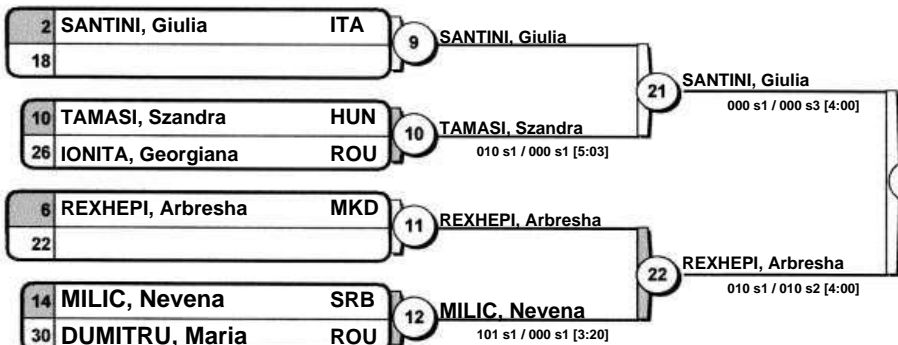 2 SANTINI, Giulia ITA
18
9 SANTINI, Giulia
10 TAMASI, Szandra HUN
26 IONITA, Georgiana ROU
10 TAMASI, Szandra
010 s1 / 000 s1 [5:03]
21 SANTINI, Giulia
000 s1 / 000 s3 [4:00]
6 REXHEPI, Arbresha MKD
22
11 REXHEPI, Arbresha
14 MILIC, Nevena SRB
30 DUMITRU, Maria ROU
12 MILIC, Nevena
101 s1 / 000 s1 [3:20]
22 REXHEPI, Arbresha
010 s1 / 010 s2 [4:00]